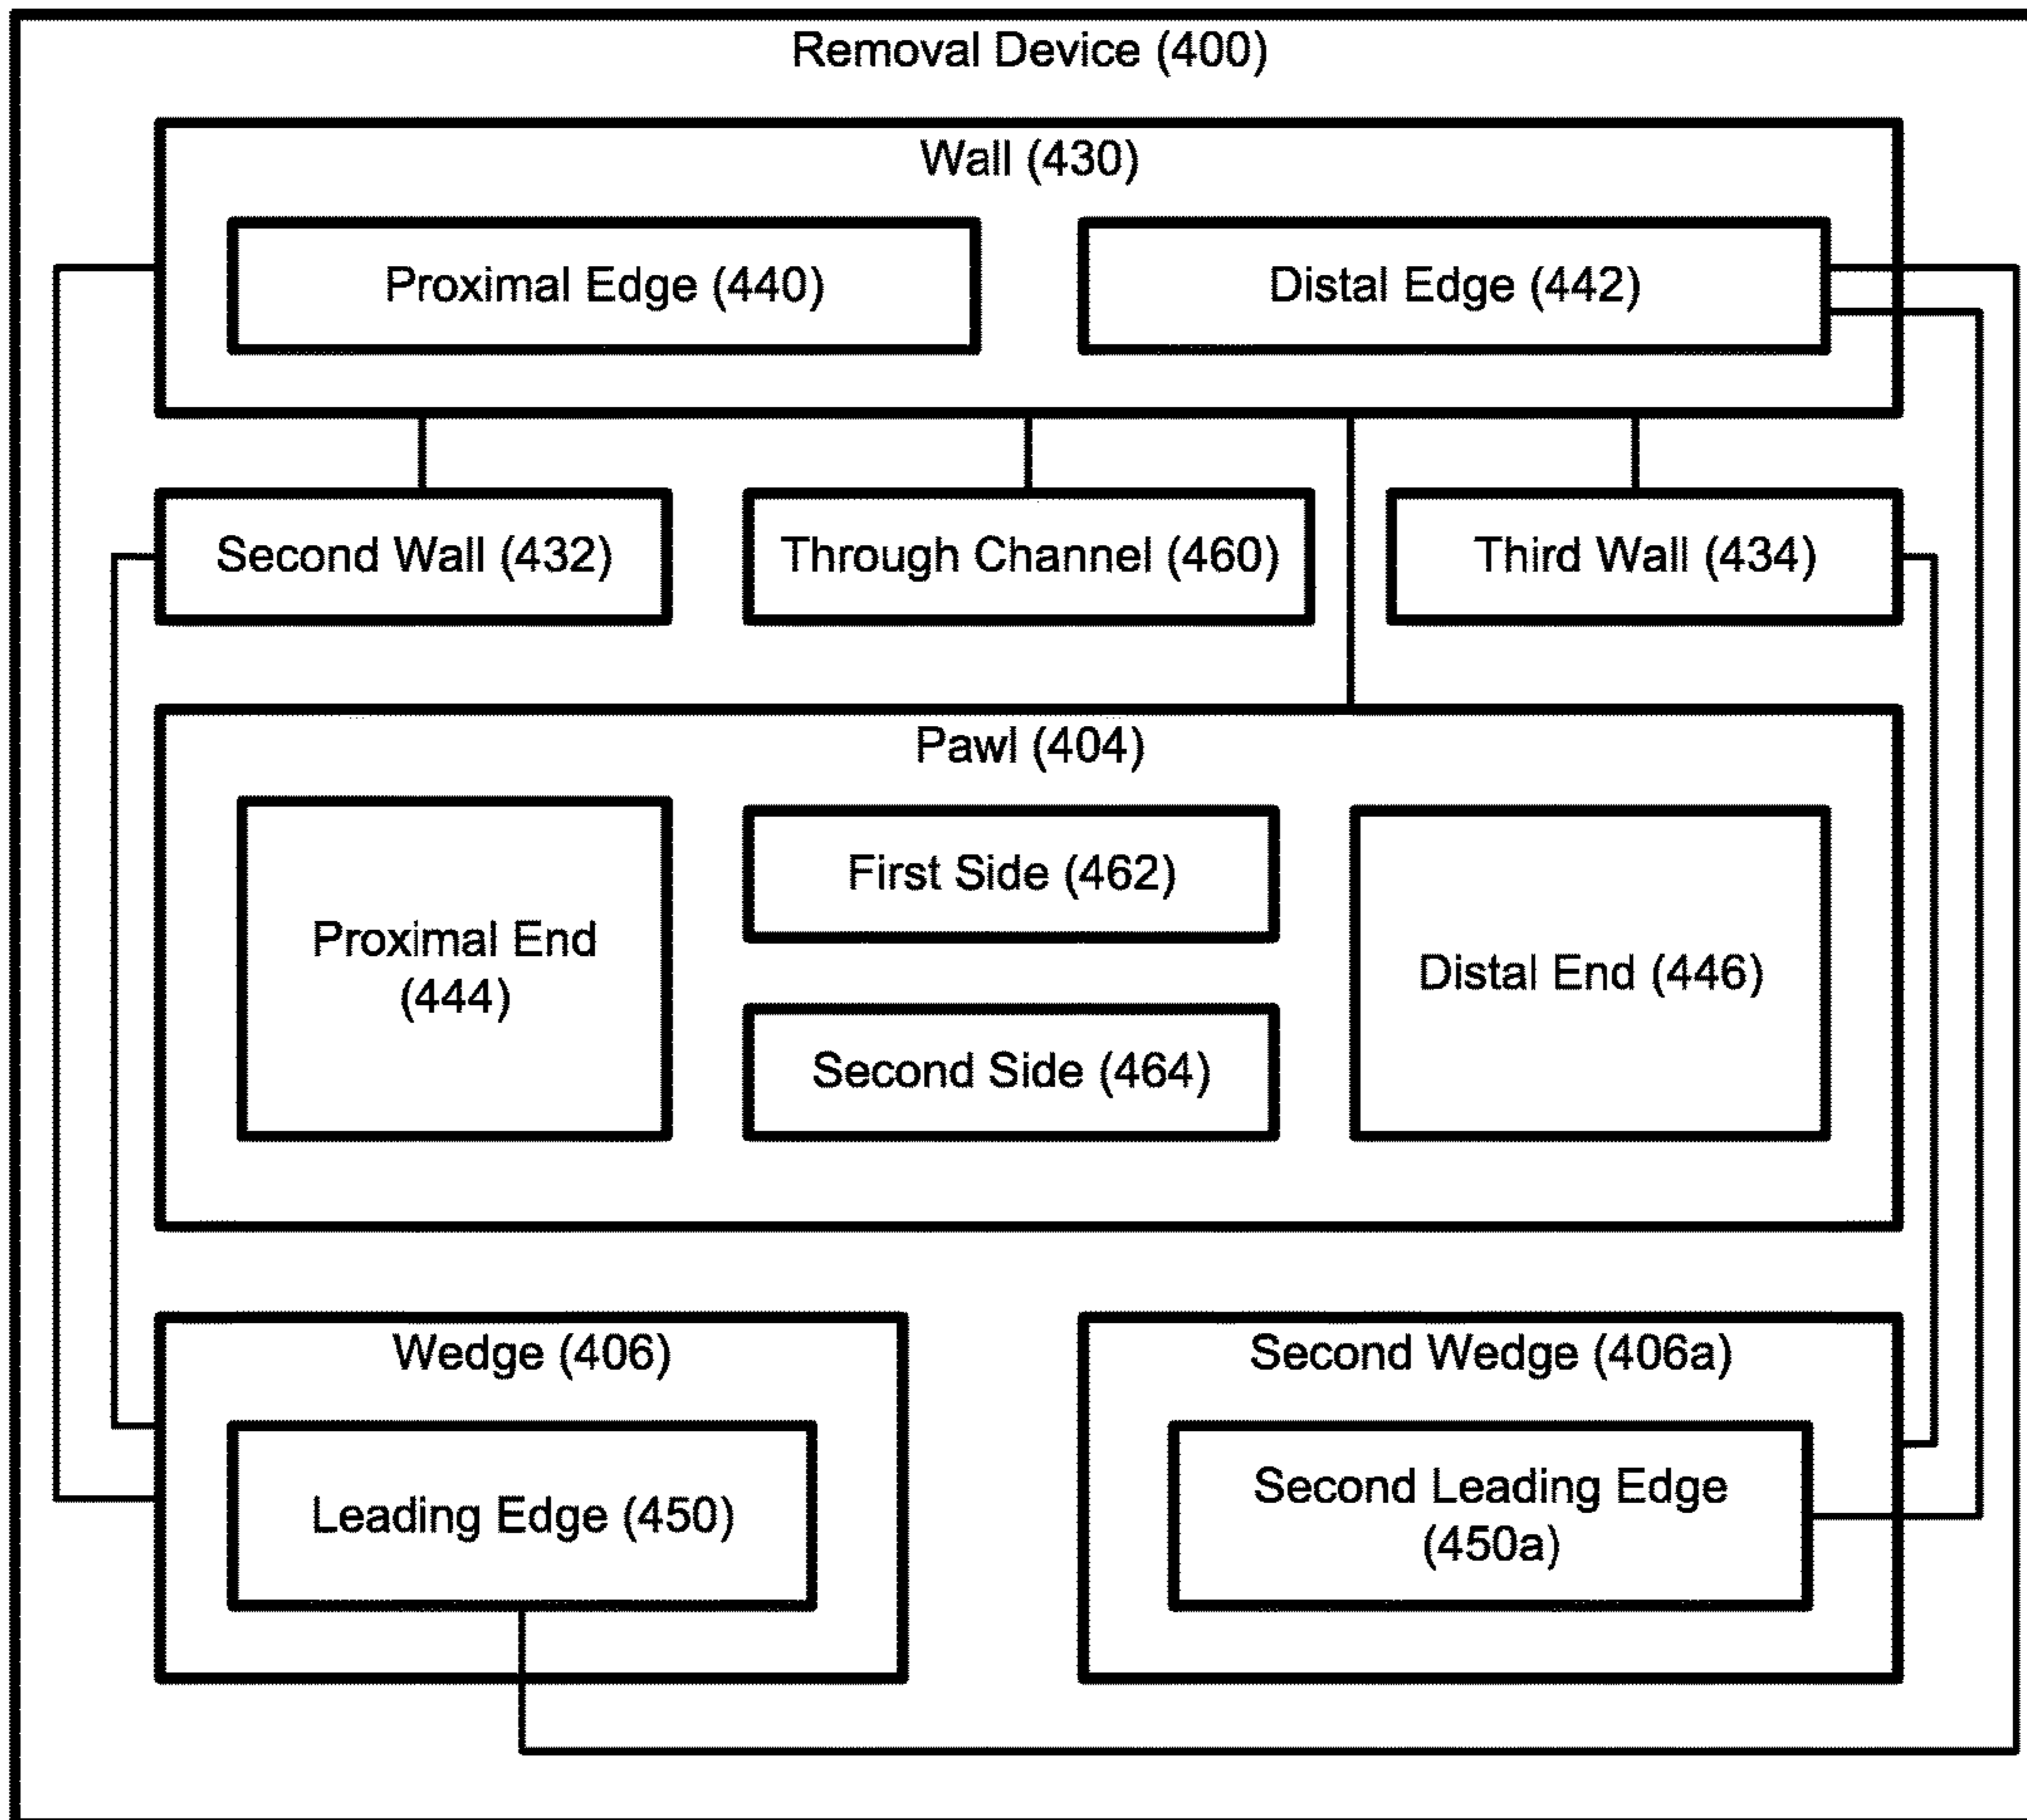 Removal Device (400)
Wall (430)
Proximal Edge (440)
Distal Edge (442)
Second Wall (432)
Through Channel (460)
Third Wall (434)
Pawl (404)
Proximal End
(444)
First Side (462)
Second Side (464)
Distal End (446)
Wedge (406)
Leading Edge (450)
Second Wedge (406a)
Second Leading Edge
(450a)